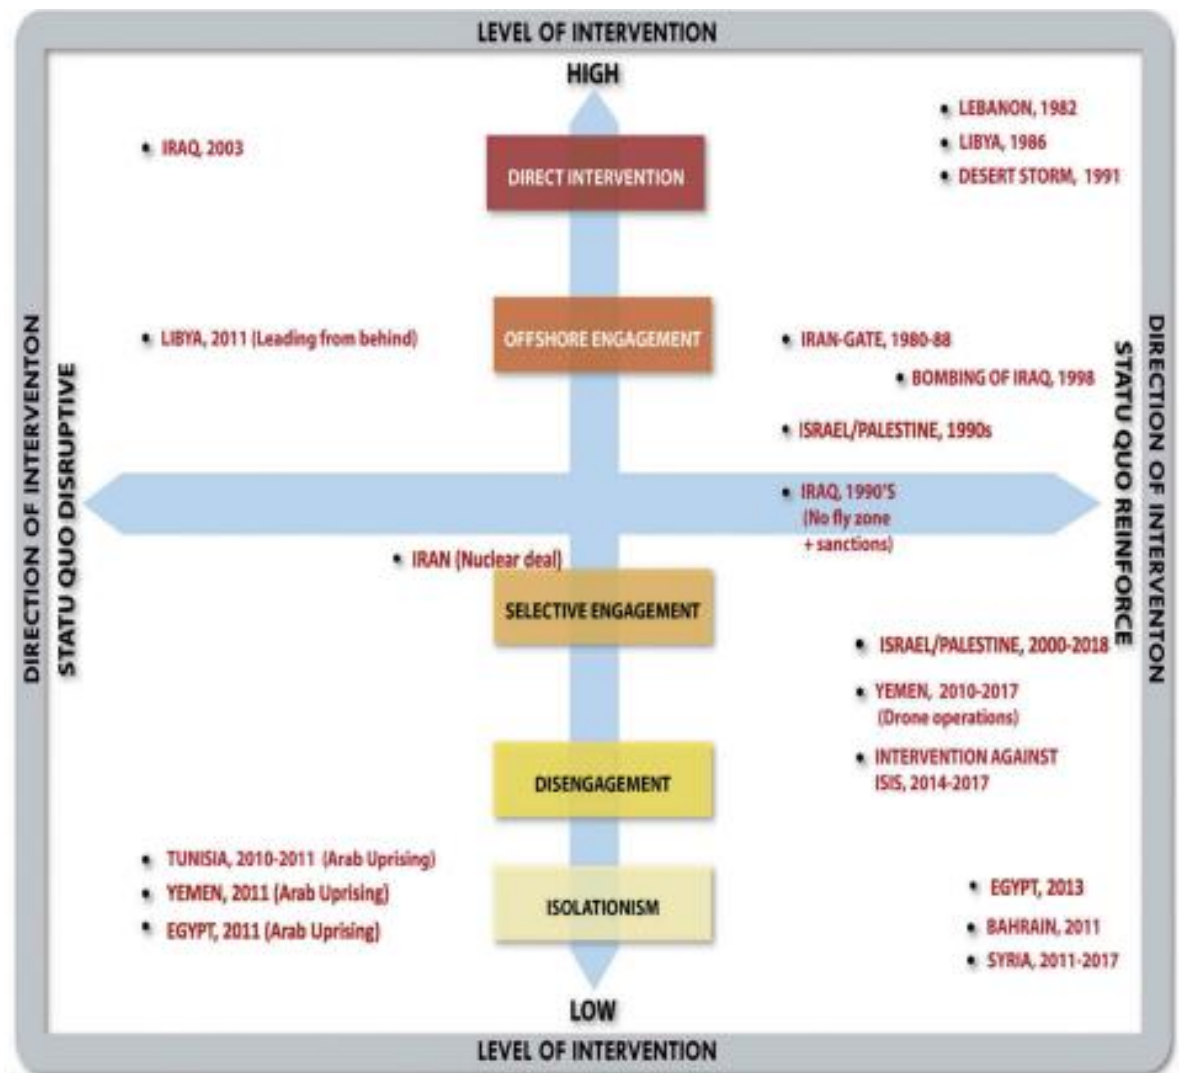 LEVEL OF INTERVENTION
HIGH
LEBANON, 1982
IRAQ, 2003
LIBYA, 1986
DIRECT INTERVENTION
DESERT STORM, 1991
LIBYA, 2011 (Leading from behind)
OFFSHORE ENGAGEMENT
IRAN-GATE, 1980-88
BOMBING OF IRAQ, 1998
ISRAEL/PALESTINE, 1990s
DIRECTION OF INTERVENTON
STATU QUO DISRUPTIVE
STATU QUO REINFORCE
DIRECTION OF INTERVENTON
IRAQ, 1990'S
(No fly zone
+ sanctions)
IRAN (Nuclear deal)
SELECTIVE ENGAGEMENT
ISRAEL/PALESTINE, 2000-2018
YEMEN, 2010-2017
(Drone operations)
INTERVENTION AGAINST
ISIS, 2014-2017
DISENGAGEMENT
TUNISIA, 2010-2011 (Arab Uprising)
YEMEN, 2011 (Arab Uprising)
EGYPT, 2011 (Arab Uprising)
ISOLATIONISM
EGYPT, 2013
BAHRAIN, 2011
SYRIA, 2011-2017
LOW
LEVEL OF INTERVENTION